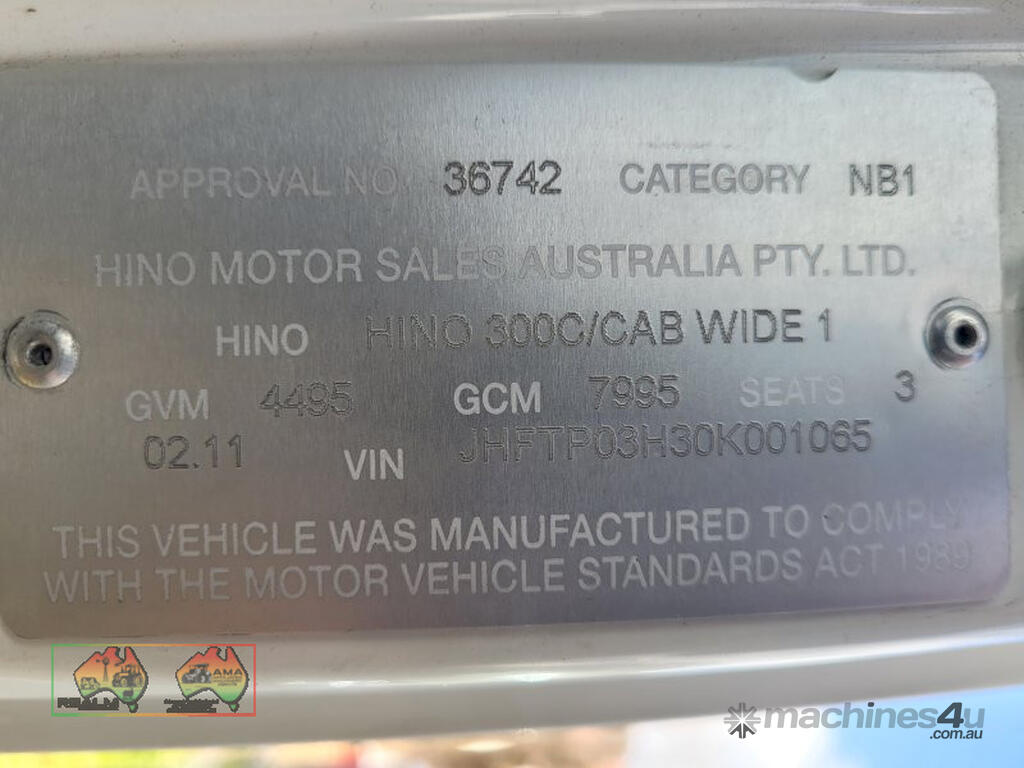 APPROVAL NO. 36742 CATEGORY NB1
HINO MOTOR SALES AUSTRALIA PTY. LTD.
HINO HINO 300C/CAB WIDE 1
GVM 4495 GCM 7995 SEATS 3
02.11 VIN JHFTP03H30K001065
THIS VEHICLE WAS MANUFACTURED TO COMPLY
WITH THE MOTOR VEHICLE STANDARDS ACT 1989
REALM AMA
machines4u
.com.au